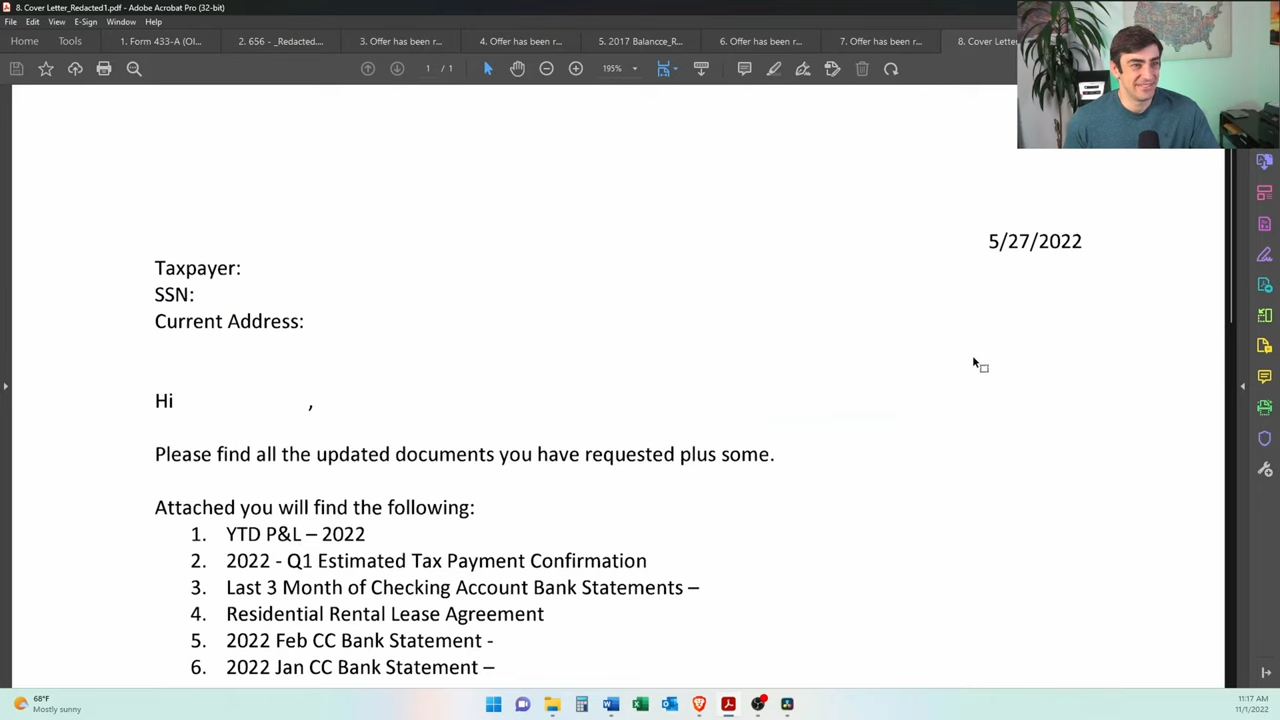 8. Cover Letter_Redacted1.pdf - Adobe Acrobat Pro (32-bit)
File Edit View E-Sign Window Help
Home Tools 1. Form 433-A (OI... 2. 656 - _Redacted.... 3. Offer has been r... 4. Offer has been r... 5. 2017 Balancce_R... 6. Offer has been r... 7. Offer has been r... 8. Cover Letter
1 / 1 195%
5/27/2022
Taxpayer:
SSN:
Current Address:
Hi ,
Please find all the updated documents you have requested plus some.
Attached you will find the following:
1. YTD P&L – 2022
2. 2022 - Q1 Estimated Tax Payment Confirmation
3. Last 3 Month of Checking Account Bank Statements –
4. Residential Rental Lease Agreement
5. 2022 Feb CC Bank Statement -
6. 2022 Jan CC Bank Statement –
68°F
Mostly sunny
11:17 AM
11/1/2022